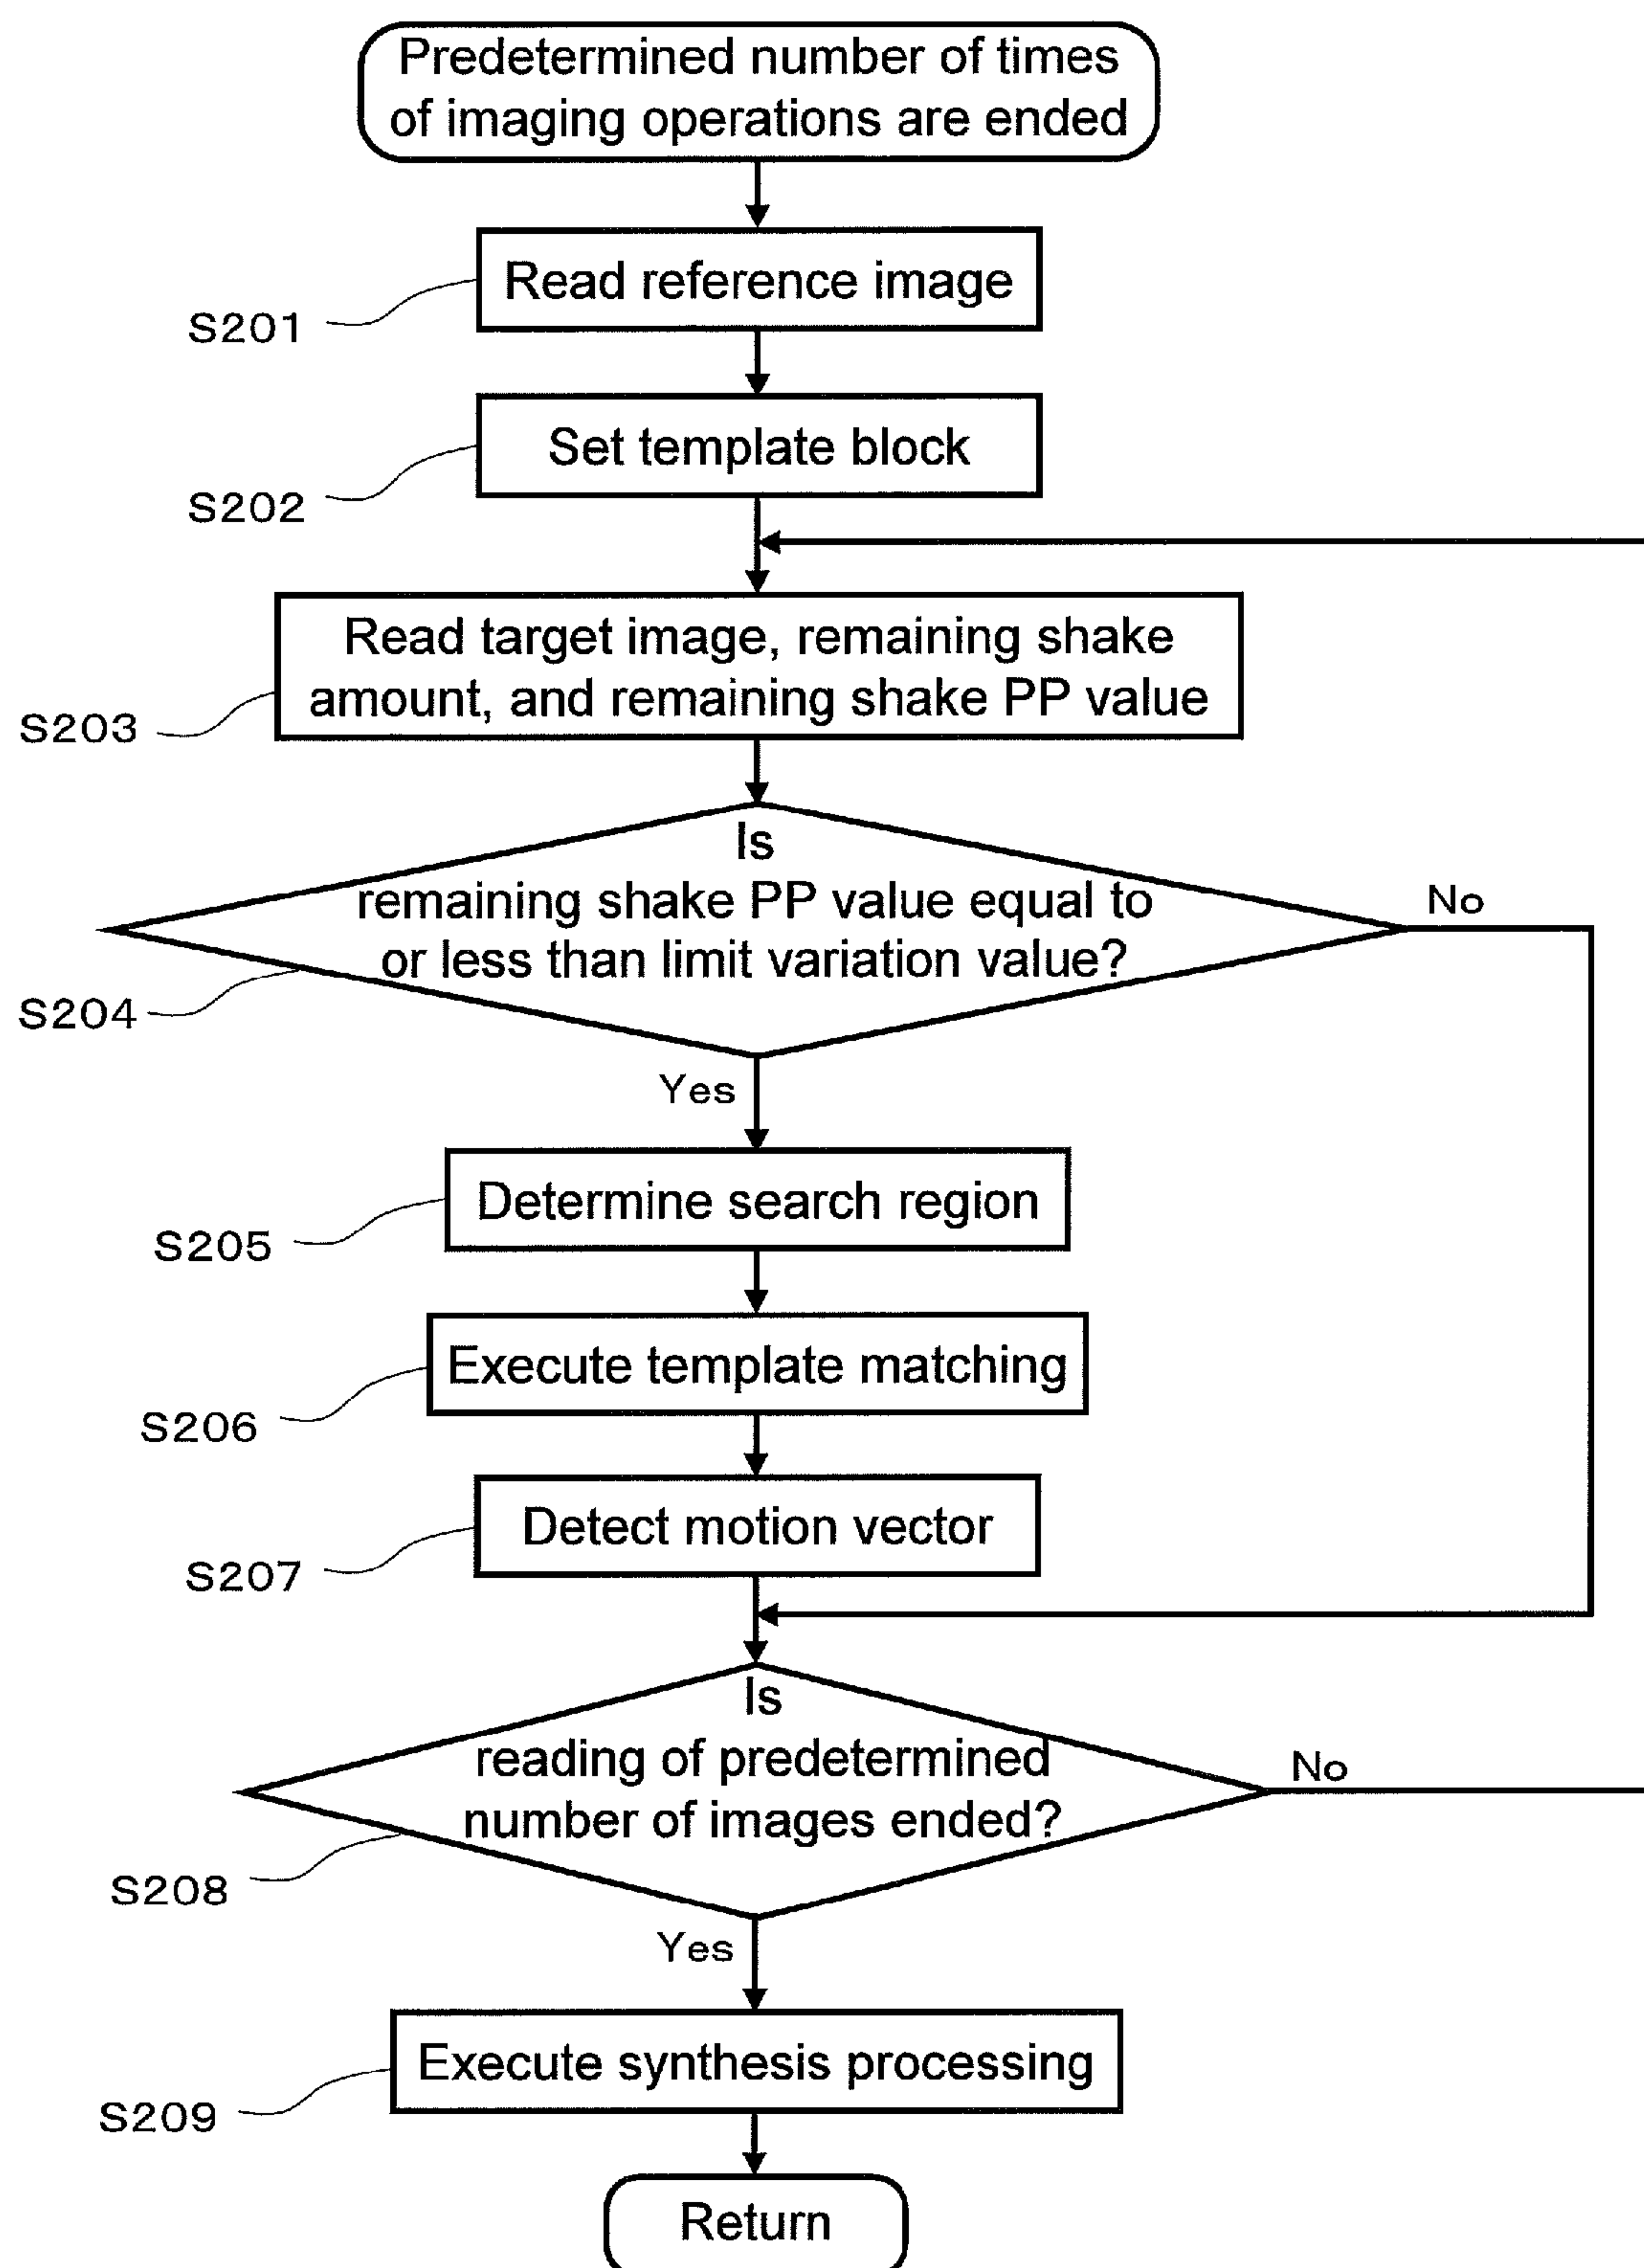 Predetermined number of times
of imaging operations are ended
Read reference image
S201
Set template block
S202
Read target image, remaining shake
amount, and remaining shake PP value
S203
Is
remaining shake PP value equal to
or less than limit variation value?
No
S204
Yes
Determine search region
S205
Execute template matching
S206
Detect motion vector
S207
Is
reading of predetermined
number of images ended?
No
S208
Yes
Execute synthesis processing
S209
Return